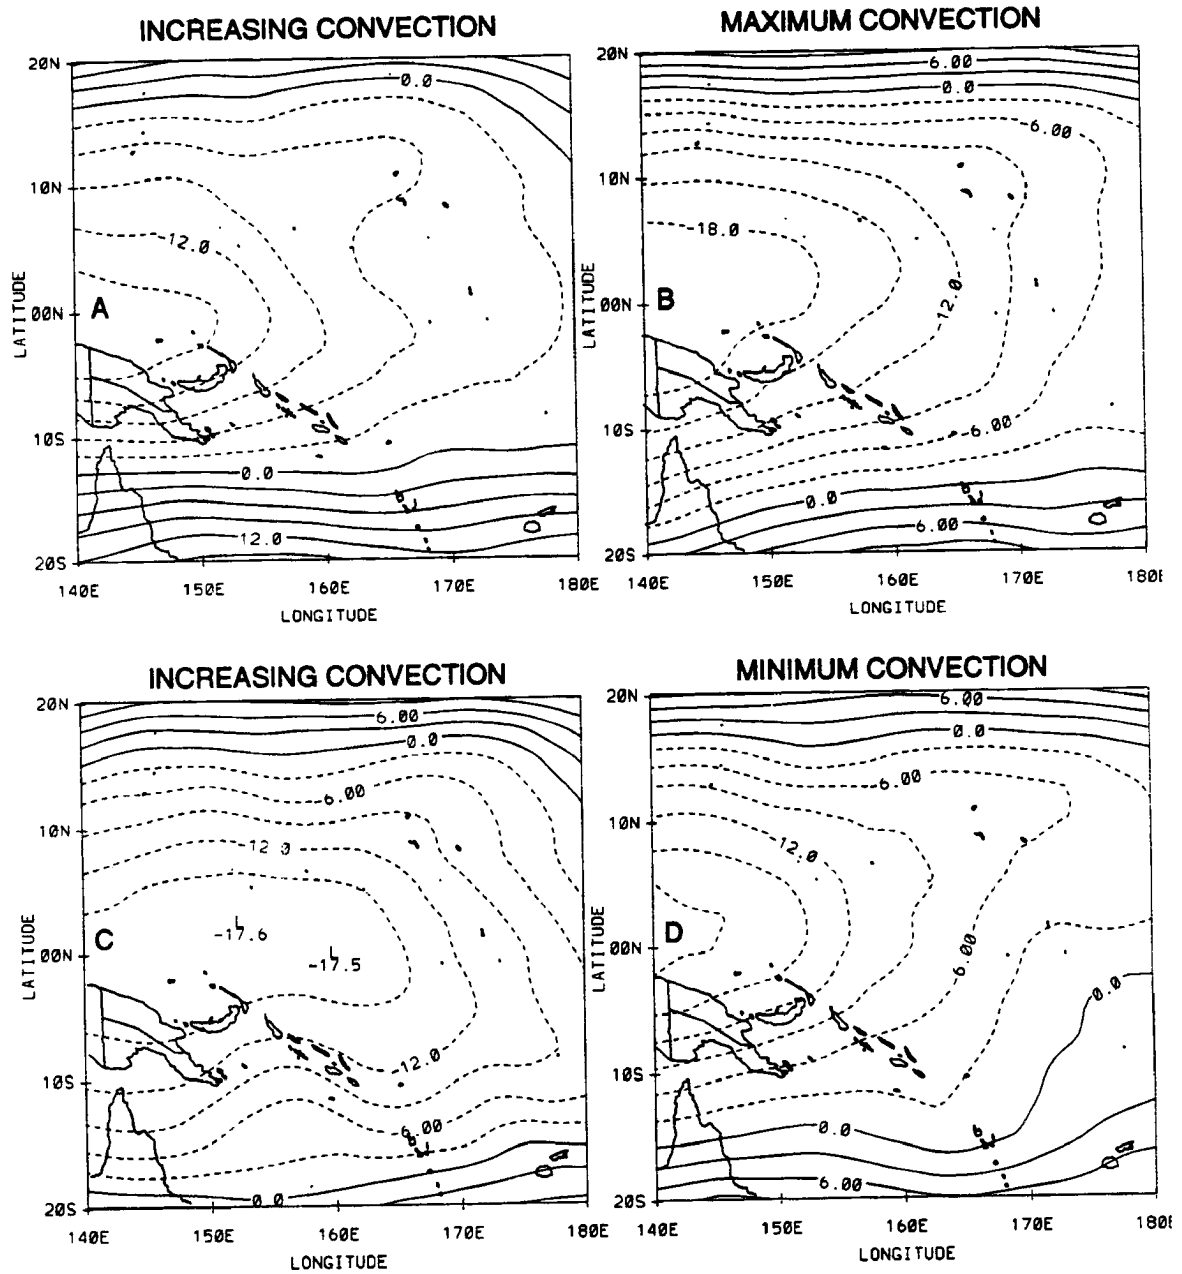 INCREASING CONVECTION
20N
10N
00N
10S
20S
LATITUDE
A
0.0
12.0
0.0
12.0
140E 150E 160E 170E 180E
LONGITUDE
MAXIMUM CONVECTION
20N
10N
00N
10S
20S
LATITUDE
B
6.00
0.0
6.00
18.0
12.0
6.00
0.0
6.00
140E 150E 160E 170E 180E
LONGITUDE
INCREASING CONVECTION
20N
10N
00N
10S
20S
LATITUDE
C
6.00
0.0
6.00
12.0
L
-17.6
L
-17.5
12.0
6.00
0.0
140E 150E 160E 170E 180E
LONGITUDE
MINIMUM CONVECTION
20N
10N
00N
10S
20S
LATITUDE
D
6.00
0.0
6.00
12.0
6.00
0.0
0.0
6.00
140E 150E 160E 170E 180E
LONGITUDE